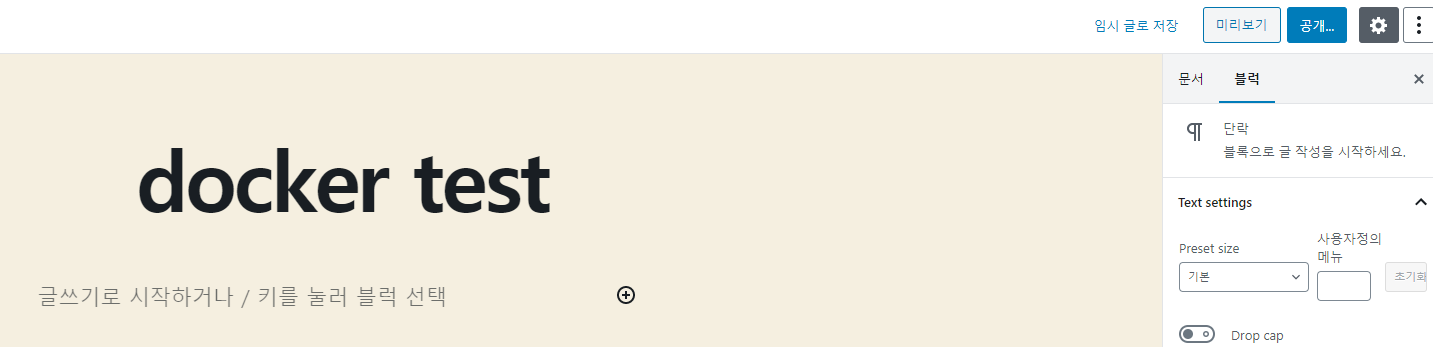 임시 글로 저장 미리보기 공개...
문서 블럭
docker test
글쓰기로 시작하거나 / 키를 눌러 블럭 선택
단락
블록으로 글 작성을 시작하세요.
Text settings
Preset size
사용자정의
메뉴
기본
초기화
Drop cap